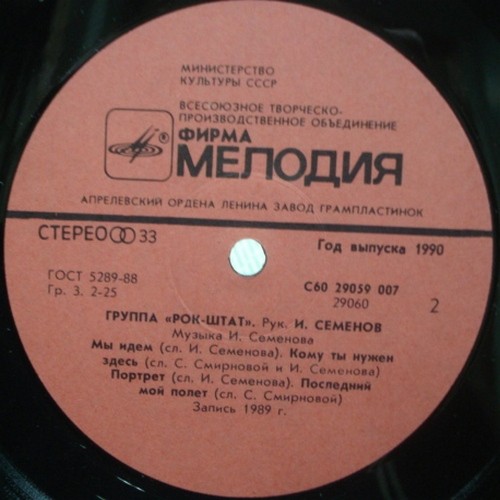 МИНИСТЕРСТВО
КУЛЬТУРЫ СССР
ВСЕСОЮЗНОЕ ТВОРЧЕСКО-
ПРОИЗВОДСТВЕННОЕ ОБЪЕДИНЕНИЕ
ФИРМА
МЕЛОДИЯ
АПРЕЛЕВСКИЙ ОРДЕНА ЛЕНИНА ЗАВОД ГРАМПЛАСТИНОК
СТЕРЕО 33
Год выпуска 1990
ГОСТ 5289-88
Гр. 3. 2-25
С60 29059 007
29060
2
ГРУППА «РОК-ШТАТ». Рук. И. СЕМЕНОВ
Музыка И. Семенова
Мы идем (сл. И. Семенова). Кому ты нужен
здесь (сл. С. Смирновой и И. Семенова)
Портрет (сл. И. Семенова). Последний
мой полет (сл. С. Смирновой)
Запись 1989 г.